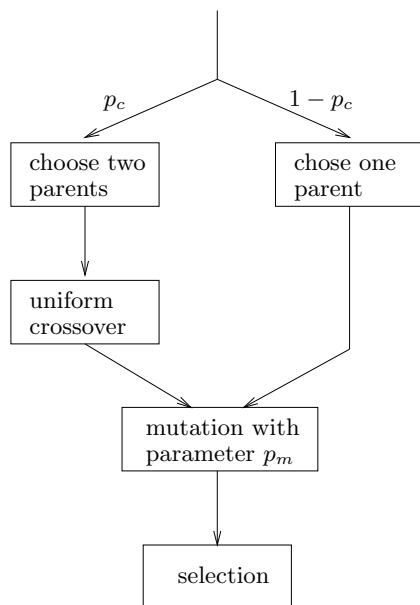 p_c
1 − p_c
choose two
parents
chose one
parent
uniform
crossover
mutation with
parameter p_m
selection